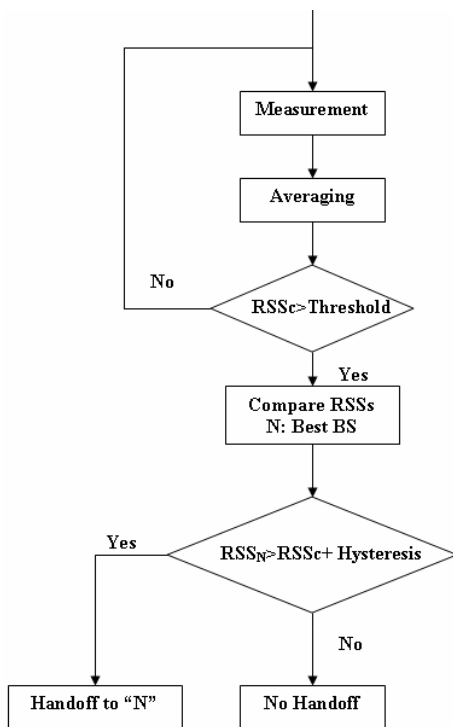 Measurement
Averaging
No
RSSc>Threshold
Yes
Compare RSSs
N: Best BS
Yes
RSSN>RSSc+ Hysteresis
No
Handoff to “N”
No Handoff